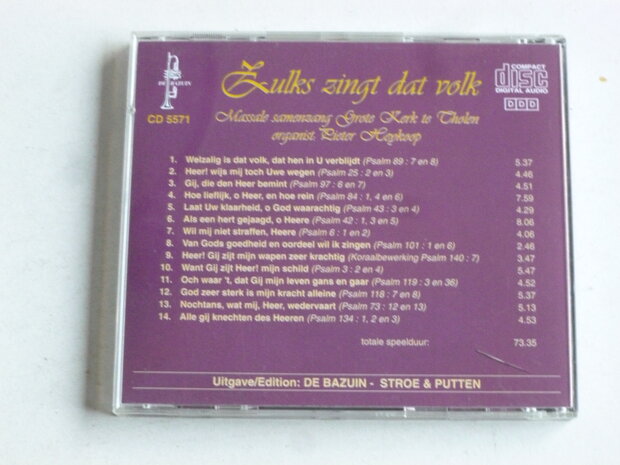 DE BAZUIN
CD 5571
Zulks zingt dat volk
Massale samenzang Grote Kerk te Tholen
organist: Pieter Heykoop
COMPACT
disc
DIGITAL AUDIO
DDD
1. Welzalig is dat volk, dat hen in U verblijdt (Psalm 89 : 7 en 8) 5.37
2. Heer! wijs mij toch Uwe wegen (Psalm 25 : 2 en 3) 4.46
3. Gij, die den Heer bemint (Psalm 97 : 6 en 7) 4.51
4. Hoe lieflijk, o Heer, en hoe rein (Psalm 84 : 1, 4 en 6) 7.59
5. Laat Uw klaarheid, o God waarachtig (Psalm 43 : 3 en 4) 4.29
6. Als een hert gejaagd, o Heere (Psalm 42 : 1, 3 en 5) 8.06
7. Wil mij niet straffen, Heere (Psalm 6 : 1 en 2) 4.06
8. Van Gods goedheid en oordeel wil ik zingen (Psalm 101 : 1 en 6) 2.46
9. Heer! Gij zijt mijn wapen zeer krachtig (Koraalbewerking Psalm 140 : 7) 3.47
10. Want Gij zijt Heer! mijn schild (Psalm 3 : 2 en 4) 5.47
11. Och waar 't, dat Gij mijn leven gans en gaar (Psalm 119 : 3 en 36) 4.52
12. God zeer sterk is mijn kracht alleine (Psalm 118 : 7 en 8) 5.37
13. Nochtans, wat mij, Heer, wedervaart (Psalm 73 : 12 en 13) 5.13
14. Alle gij knechten des Heeren (Psalm 134 : 1, 2 en 3) 4.53
totale speelduur: 73.35
Uitgave/Edition: DE BAZUIN - STROE & PUTTEN